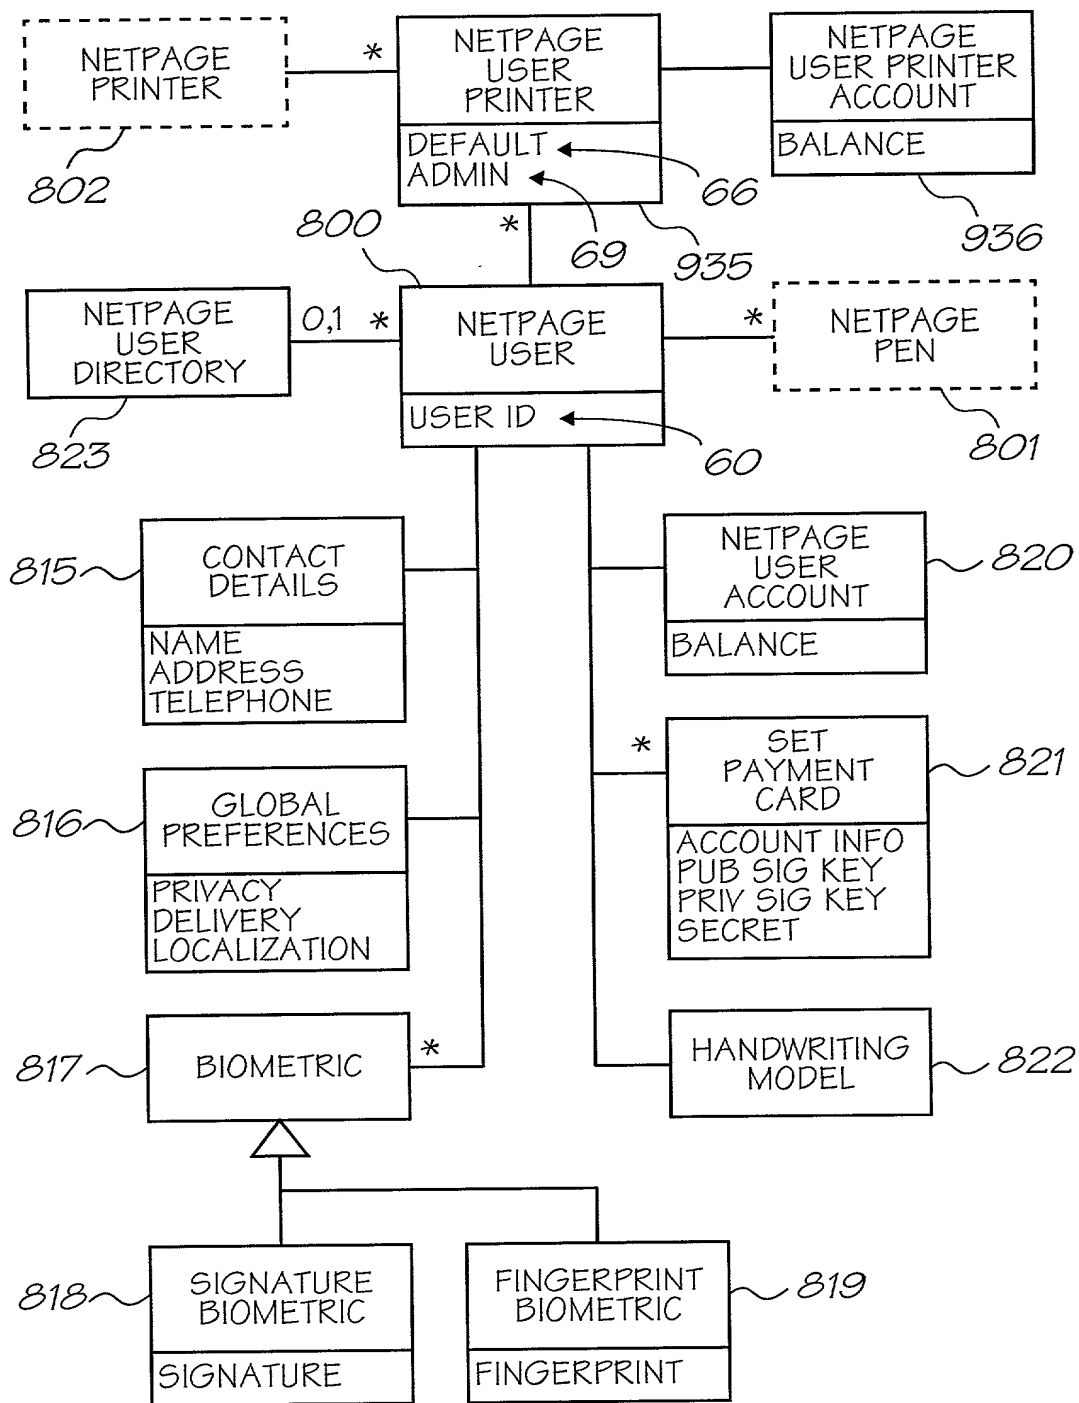 NETPAGE
PRINTER
802
*
NETPAGE
USER
PRINTER
DEFAULT
ADMIN
66
69
935
*
NETPAGE
USER PRINTER
ACCOUNT
BALANCE
936
800
NETPAGE
USER
DIRECTORY
823
0,1 *
NETPAGE
USER
USER ID
60
*
NETPAGE
PEN
801
815
CONTACT
DETAILS
NAME
ADDRESS
TELEPHONE
NETPAGE
USER
ACCOUNT
BALANCE
820
816
GLOBAL
PREFERENCES
PRIVACY
DELIVERY
LOCALIZATION
*
SET
PAYMENT
CARD
ACCOUNT INFO
PUB SIG KEY
PRIV SIG KEY
SECRET
821
817
BIOMETRIC
*
HANDWRITING
MODEL
822
818
SIGNATURE
BIOMETRIC
SIGNATURE
FINGERPRINT
BIOMETRIC
FINGERPRINT
819